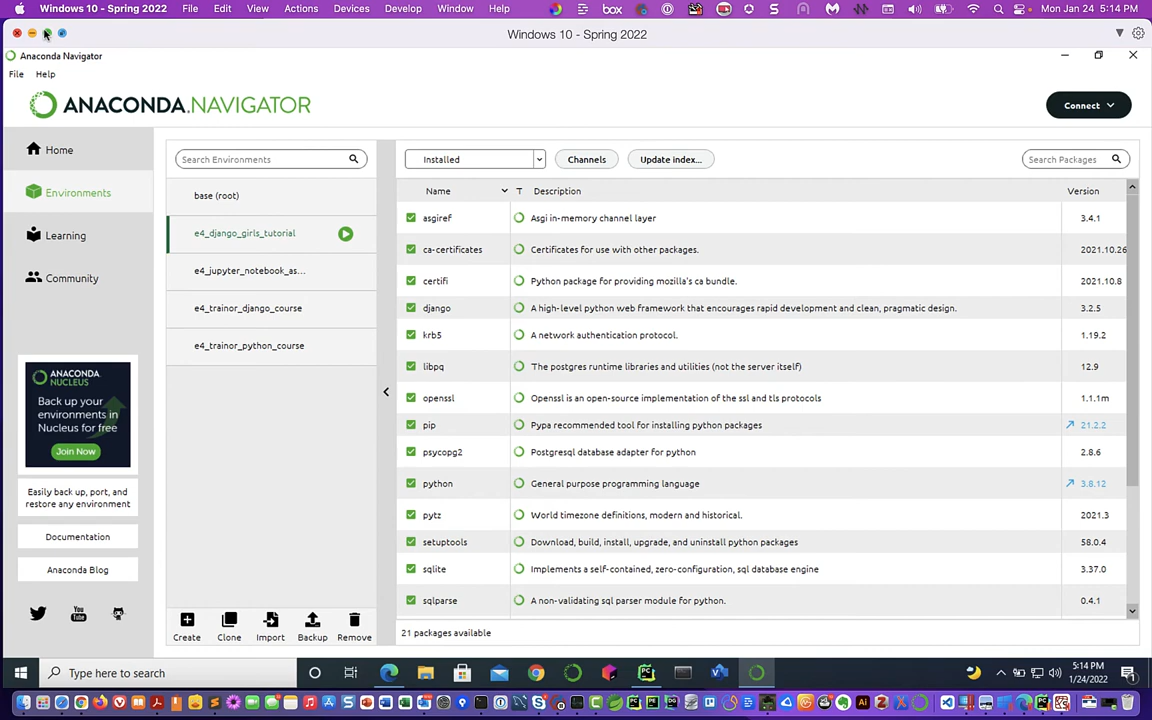 Windows 10 - Spring 2022 File Edit View Actions Devices Develop Window Help box Mon Jan 24 5:14 PM
Windows 10 - Spring 2022
Anaconda Navigator
File Help
ANACONDA.NAVIGATOR
Connect
Home
Environments
Learning
Community
ANACONDA
NUCLEUS
Back up your
environments in
Nucleus for free
Join Now
Easily back up, port, and
restore any environment
Documentation
Anaconda Blog
Search Environments
base (root)
e4_django_girls_tutorial
e4_jupyter_notebook_as...
e4_trainor_django_course
e4_trainor_python_course
Create Clone Import Backup Remove
Installed Channels Update index... Search Packages
Name T Description Version
asgiref Asgi in-memory channel layer 3.4.1
ca-certificates Certificates for use with other packages. 2021.10.26
certifi Python package for providing mozilla's ca bundle. 2021.10.8
django A high-level python web framework that encourages rapid development and clean, pragmatic design. 3.2.5
krb5 A network authentication protocol. 1.19.2
libpq The postgres runtime libraries and utilities (not the server itself) 12.9
openssl Openssl is an open-source implementation of the ssl and tls protocols 1.1.1m
pip Pypa recommended tool for installing python packages 21.2.2
psycopg2 Postgresql database adapter for python 2.8.6
python General purpose programming language 3.8.12
pytz World timezone definitions, modern and historical. 2021.3
setuptools Download, build, install, upgrade, and uninstall python packages 58.0.4
sqlite Implements a self-contained, zero-configuration, sql database engine 3.37.0
sqlparse A non-validating sql parser module for python. 0.4.1
21 packages available
Type here to search
5:14 PM
1/24/2022